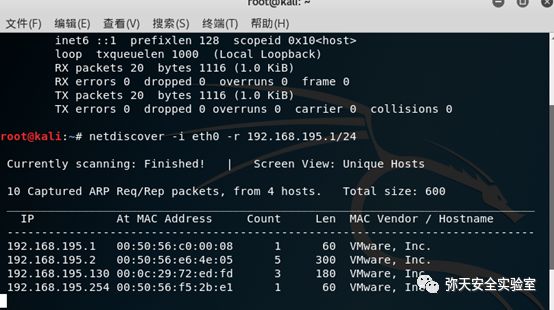 root@kali: ~
文件(F) 编辑(E) 查看(V) 搜索(S) 终端(T) 帮助(H)
inet6 ::1 prefixlen 128 scopeid 0x10<host>
loop txqueuelen 1000 (Local Loopback)
RX packets 20 bytes 1116 (1.0 KiB)
RX errors 0 dropped 0 overruns 0 frame 0
TX packets 20 bytes 1116 (1.0 KiB)
TX errors 0 dropped 0 overruns 0 carrier 0 collisions 0
root@kali:~# netdiscover -i eth0 -r 192.168.195.1/24
Currently scanning: Finished! | Screen View: Unique Hosts
10 Captured ARP Req/Rep packets, from 4 hosts. Total size: 600
IP At MAC Address Count Len MAC Vendor / Hostname
192.168.195.1 00:50:56:c0:00:08 1 60 VMware, Inc.
192.168.195.2 00:50:56:e6:4e:05 5 300 VMware, Inc.
192.168.195.130 00:0c:29:72:ed:fd 3 180 VMware, Inc.
192.168.195.254 00:50:56:f5:2b:e1 1 60 VMware, Inc.
弥天安全实验室